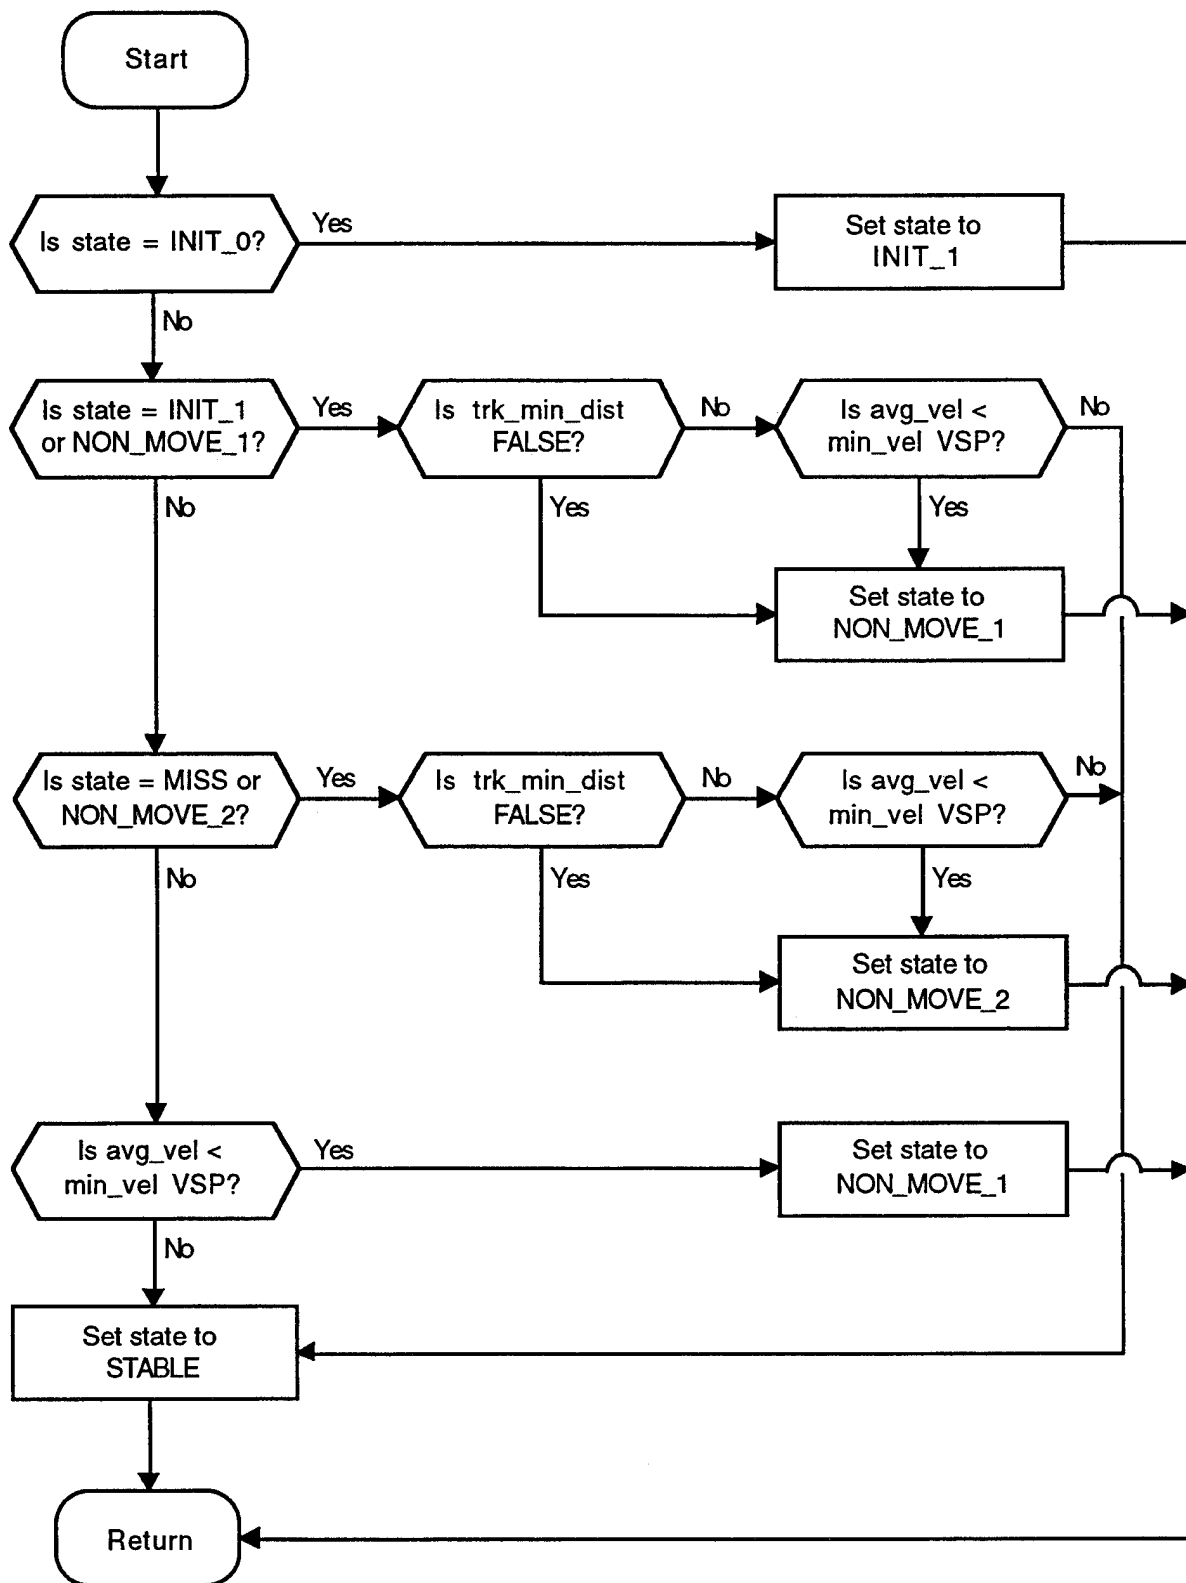 Start
Is state = INIT_0?
Yes
Set state to
INIT_1
No
Is state = INIT_1
or NON_MOVE_1?
Yes
Is trk_min_dist
FALSE?
No
Is avg_vel <
min_vel VSP?
No
No
Yes
Yes
Set state to
NON_MOVE_1
Is state = MISS or
NON_MOVE_2?
Yes
Is trk_min_dist
FALSE?
No
Is avg_vel <
min_vel VSP?
No
No
Yes
Yes
Set state to
NON_MOVE_2
Is avg_vel <
min_vel VSP?
Yes
Set state to
NON_MOVE_1
No
Set state to
STABLE
Return